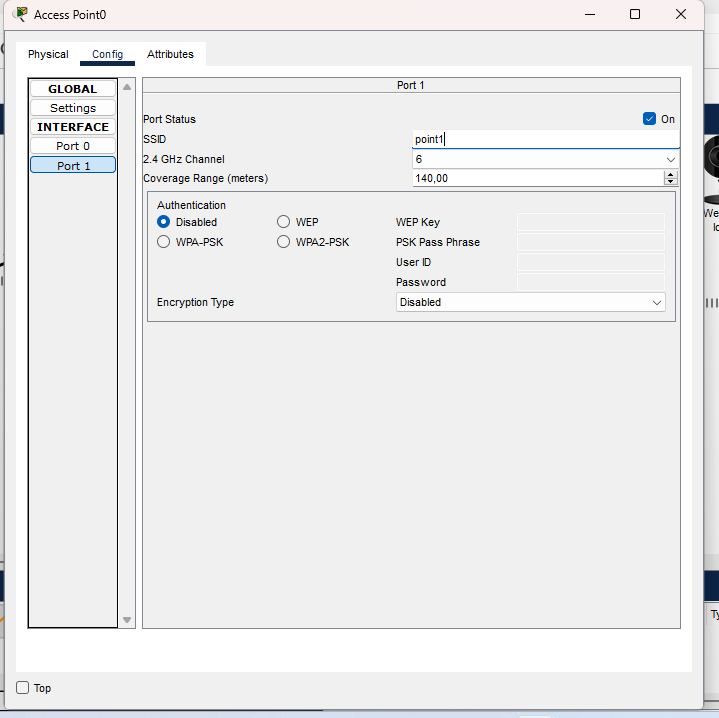 Access Point0
Physical Config Attributes
GLOBAL
Settings
INTERFACE
Port 0
Port 1
Port 1
Port Status On
SSID point1
2.4 GHz Channel 6
Coverage Range (meters) 140,00
Authentication
Disabled WEP WEP Key
WPA-PSK WPA2-PSK PSK Pass Phrase
User ID
Password
Encryption Type Disabled
Top
We
Ty